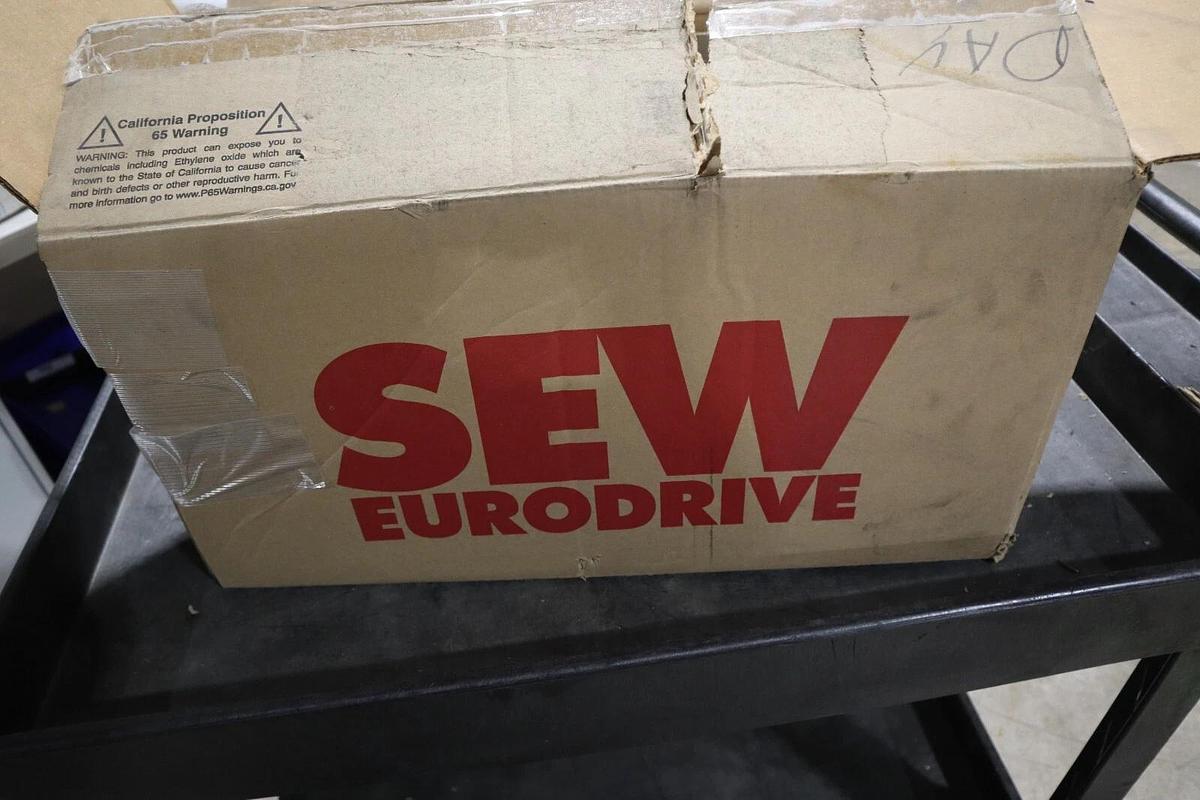 California Proposition
65 Warning
WARNING: This product can expose you to
chemicals including Ethylene oxide which are
known to the State of California to cause cancer
and birth defects or other reproductive harm. For
more information go to www.P65Warnings.ca.gov
DAY
SEW
EURODRIVE